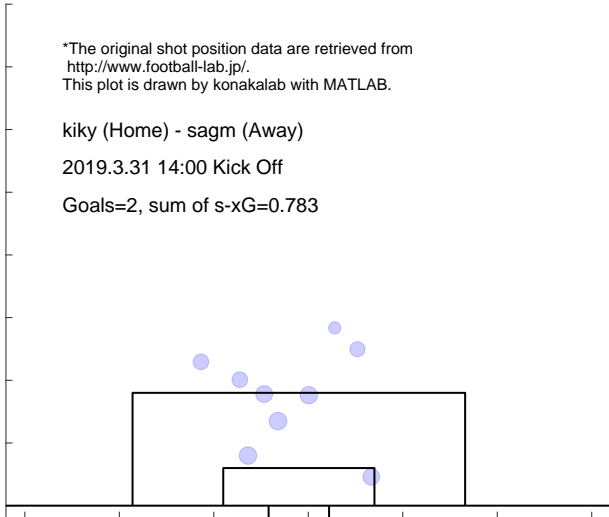 *The original shot position data are retrieved from
http://www.football-lab.jp/.
This plot is drawn by konakalab with MATLAB.
kiky (Home) - sagm (Away)
2019.3.31 14:00 Kick Off
Goals=2, sum of s-xG=0.783